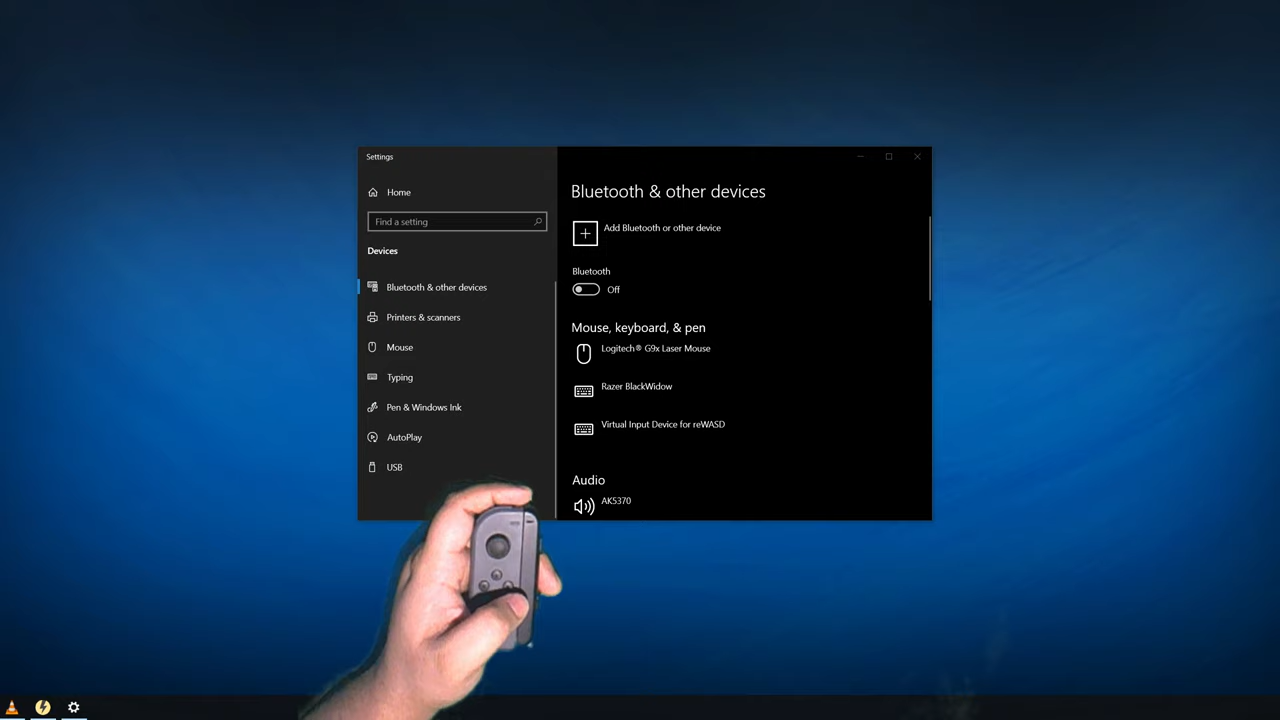 Settings
Home
Find a setting
Devices
Bluetooth & other devices
Printers & scanners
Mouse
Typing
Pen & Windows Ink
AutoPlay
USB
Bluetooth & other devices
Add Bluetooth or other device
Bluetooth
Off
Mouse, keyboard, & pen
Logitech® G9x Laser Mouse
Razer BlackWidow
Virtual Input Device for reWASD
Audio
AK5370